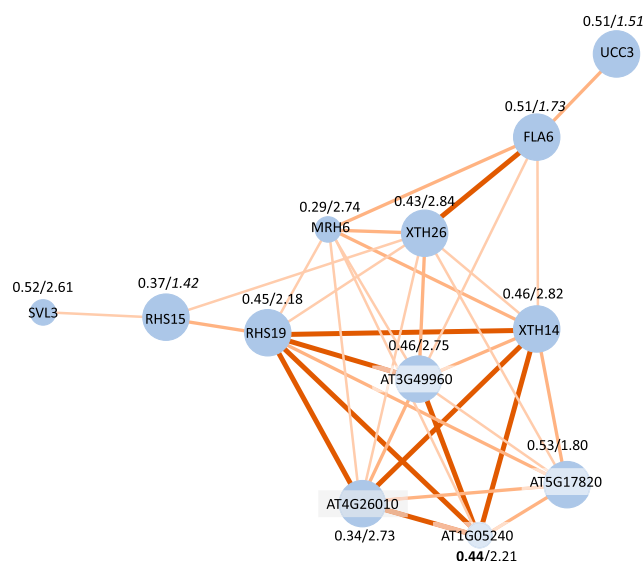 0.51/1.51
UCC3
0.51/1.73
FLA6
0.43/2.84
0.29/2.74
MRH6
XTH26
0.52/2.61
0.37/1.42
0.45/2.18
0.46/2.82
SVL3
RHS15
RHS19
XTH14
0.46/2.75
AT3G49960
0.53/1.80
AT5G17820
AT4G26010
0.34/2.73
AT1G05240
0.44/2.21